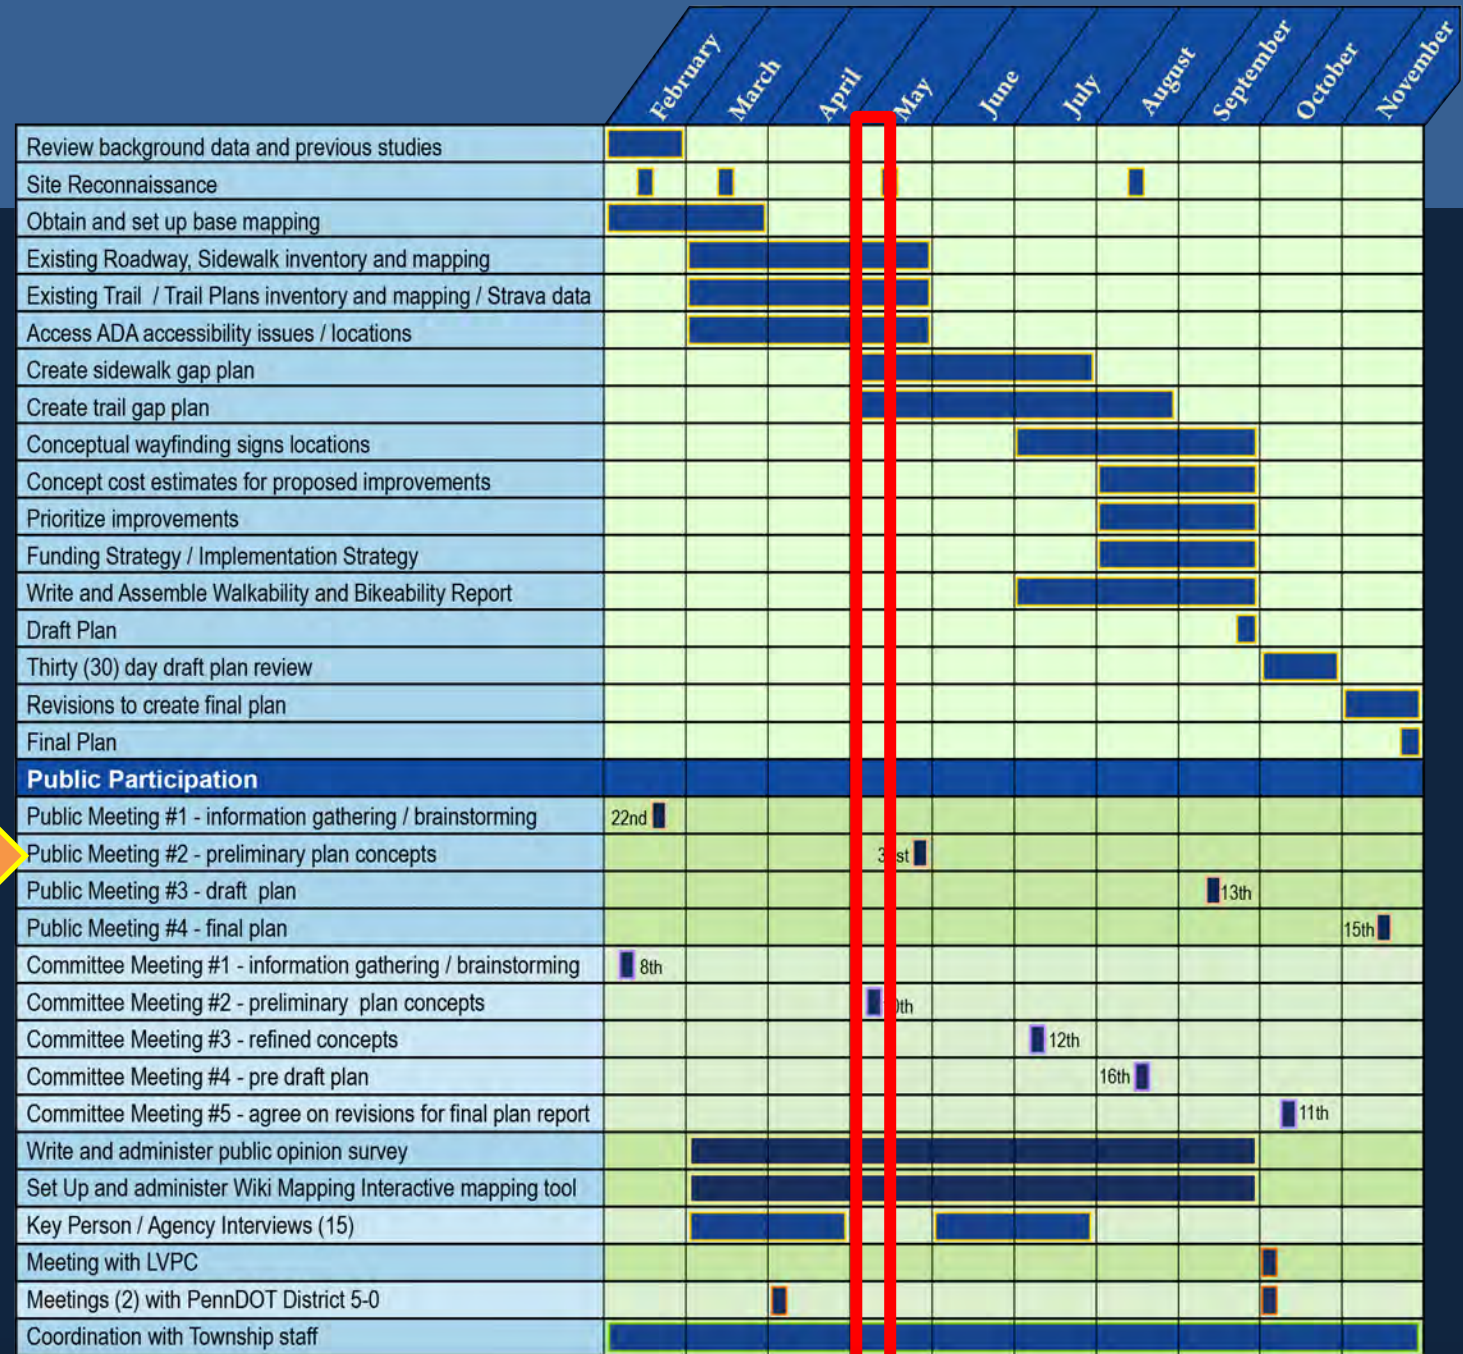 February
March
April
May
June
July
August
September
October
November
Review background data and previous studies
Site Reconnaissance
Obtain and set up base mapping
Existing Roadway, Sidewalk inventory and mapping
Existing Trail / Trail Plans inventory and mapping / Strava data
Access ADA accessibility issues / locations
Create sidewalk gap plan
Create trail gap plan
Conceptual wayfinding signs locations
Concept cost estimates for proposed improvements
Prioritize improvements
Funding Strategy / Implementation Strategy
Write and Assemble Walkability and Bikeability Report
Draft Plan
Thirty (30) day draft plan review
Revisions to create final plan
Final Plan
Public Participation
Public Meeting #1 - information gathering / brainstorming 22nd
Public Meeting #2 - preliminary plan concepts
Public Meeting #3 - draft plan 13th
Public Meeting #4 - final plan 15th
Committee Meeting #1 - information gathering / brainstorming 8th
Committee Meeting #2 - preliminary plan concepts
Committee Meeting #3 - refined concepts 12th
Committee Meeting #4 - pre draft plan 16th
Committee Meeting #5 - agree on revisions for final plan report 11th
Write and administer public opinion survey
Set Up and administer Wiki Mapping Interactive mapping tool
Key Person / Agency Interviews (15)
Meeting with LVPC
Meetings (2) with PennDOT District 5-0
Coordination with Township staff